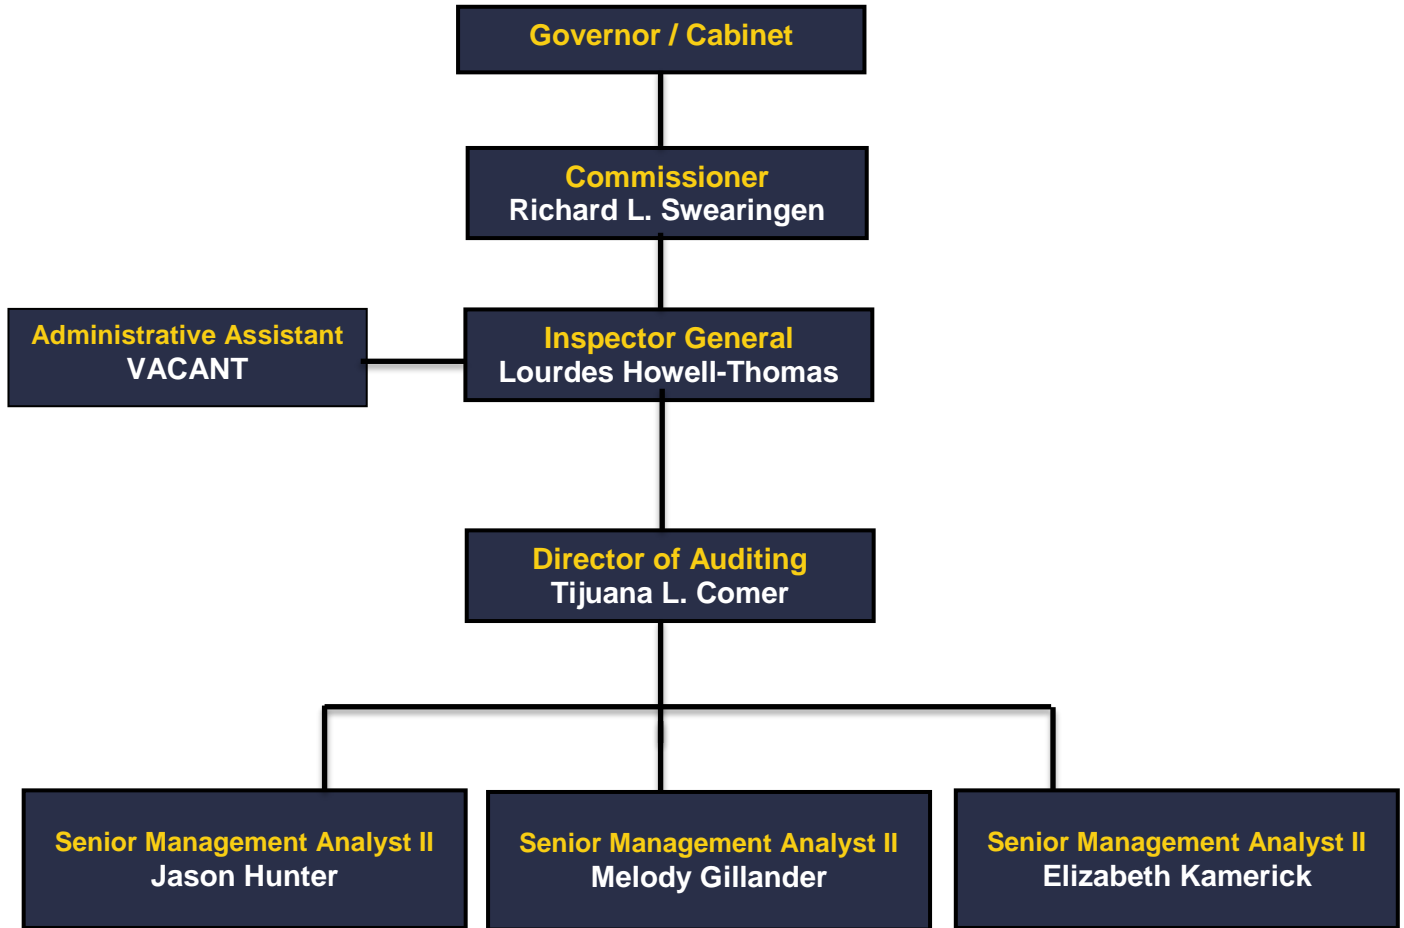 Governor / Cabinet
Commissioner
Richard L. Swearingen
Administrative Assistant
VACANT
Inspector General
Lourdes Howell-Thomas
Director of Auditing
Tijuana L. Comer
Senior Management Analyst II
Jason Hunter
Senior Management Analyst II
Melody Gillander
Senior Management Analyst II
Elizabeth Kamerick